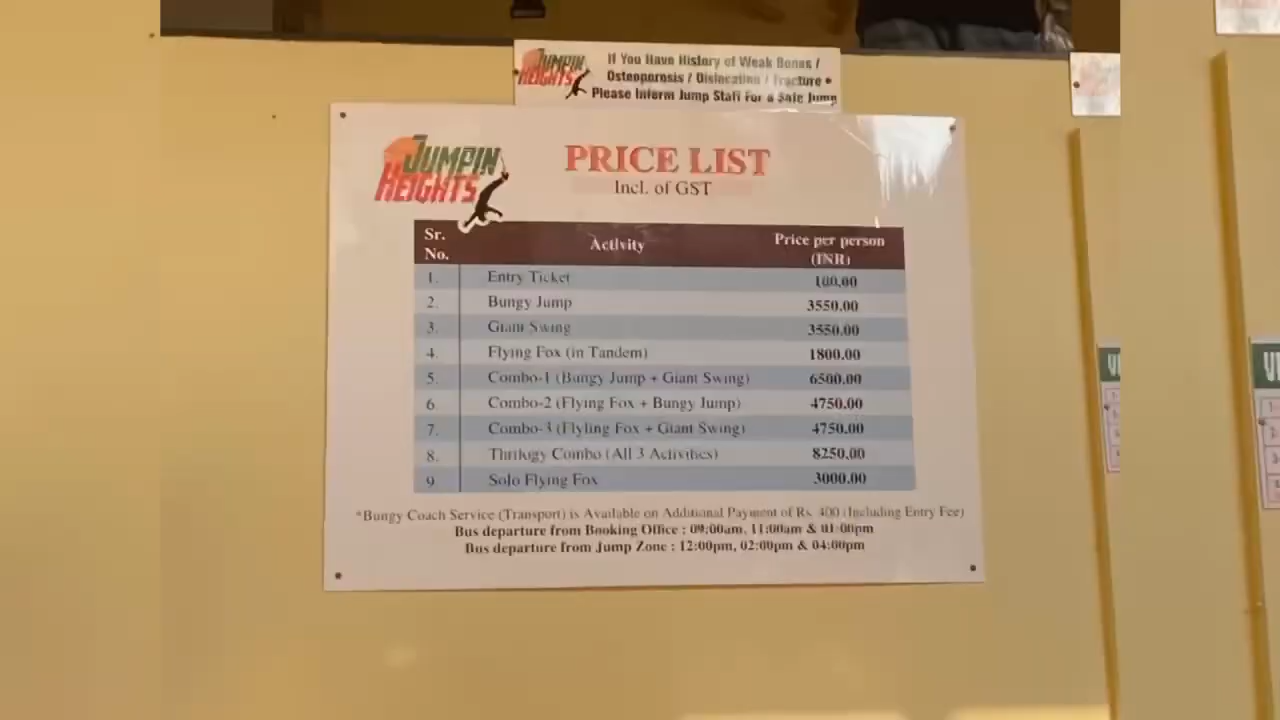 JUMPIN HEIGHTS
If You Have History of Weak Bones /
Osteoporosis / Dislocation / Fracture •
Please Inform Jump Staff For a Safe Jump
JUMPIN HEIGHTS
PRICE LIST
Incl. of GST
Sr. No. Activity Price per person (INR)
1. Entry Ticket 100.00
2. Bungy Jump 3550.00
3. Giant Swing 3550.00
4. Flying Fox (in Tandem) 1800.00
5. Combo-1 (Bungy Jump + Giant Swing) 6500.00
6. Combo-2 (Flying Fox + Bungy Jump) 4750.00
7. Combo-3 (Flyling Fox + Giant Swing) 4750.00
8. Thrilogy Combo (All 3 Activities) 8250.00
9 Solo Flying Fox 3000.00
*Bungy Coach Service (Transport) is Available on Additional Payment of Rs. 400 (Including Entry Fee)
Bus departure from Booking Office : 09:00am, 11:00am & 01:00pm
Bus departure from Jump Zone : 12:00pm, 02:00pm & 04:00pm